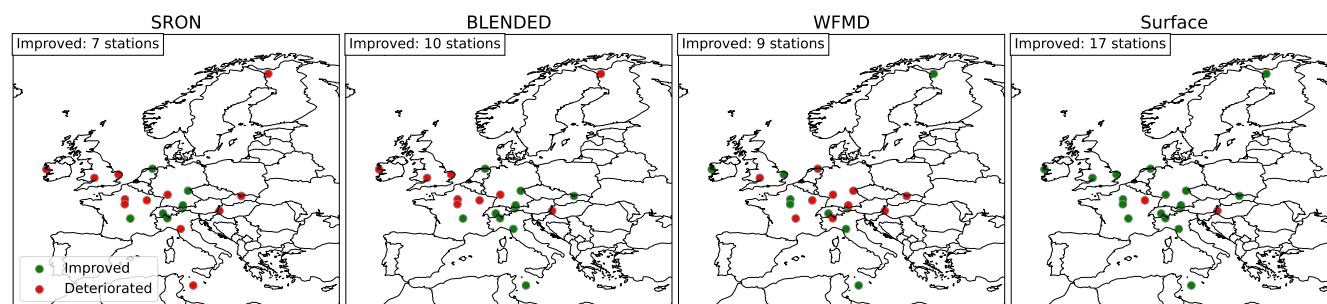 SRON
BLENDED
WFMD
Surface
Improved: 7 stations
Improved: 10 stations
Improved: 9 stations
Improved: 17 stations
Improved
Deteriorated